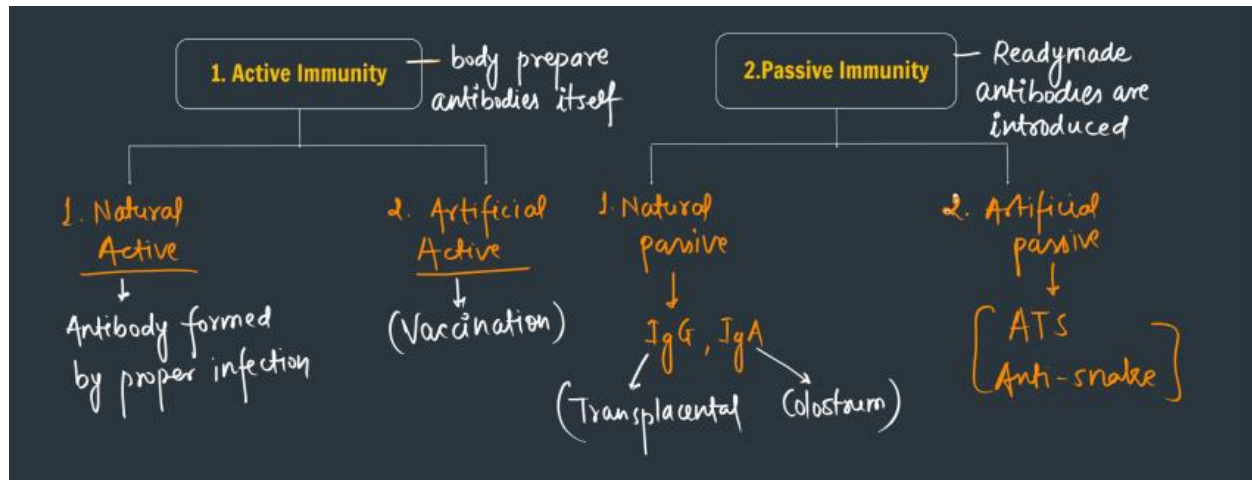 1. Active Immunity
body prepare
antibodies itself
2.Passive Immunity
Readymade
antibodies are
introduced
1. Natural
Active
Antibody formed
by proper infection
2. Artificial
Active
(Vaccination)
1. Natural
passive
IgG, IgA
(Transplacental
Colostrum)
2. Artificial
passive
[ATS
Anti-snake]